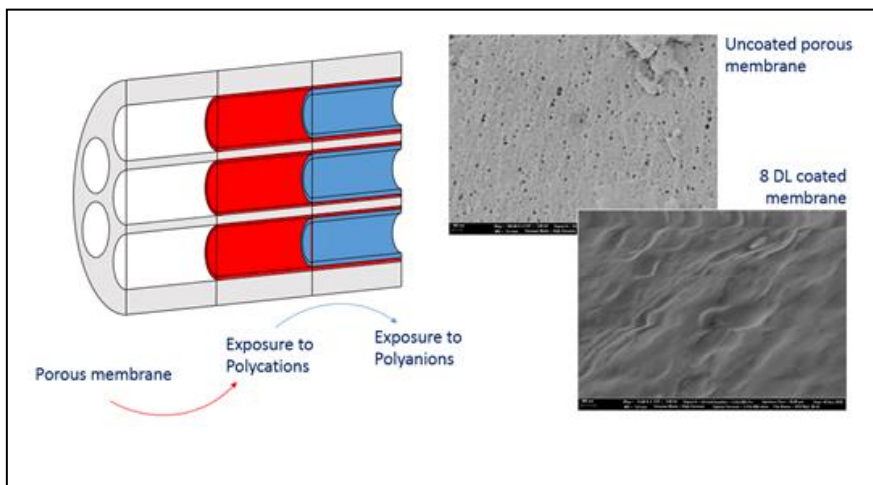 Uncoated porous
membrane
8 DL coated
membrane
Porous membrane
Exposure to
Polycations
Exposure to
Polyanions